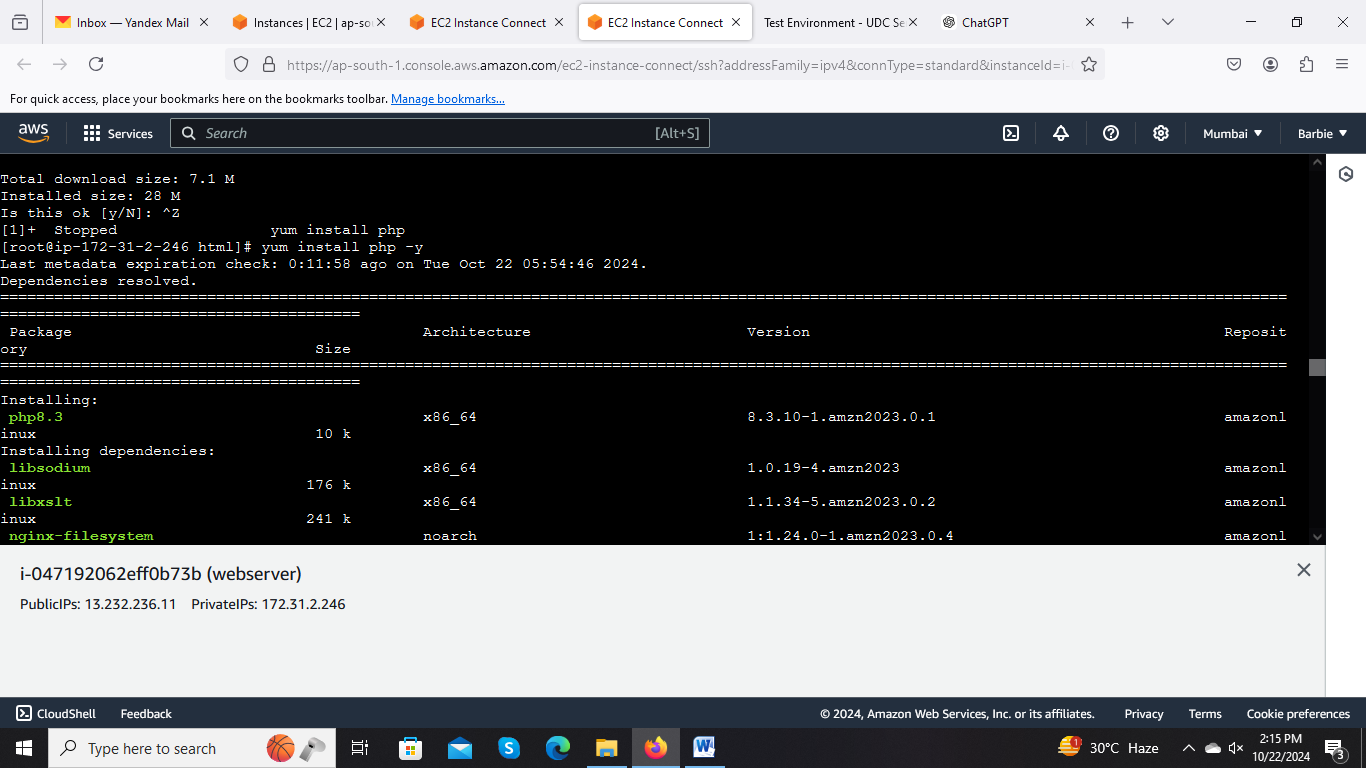 Inbox — Yandex Mail
Instances | EC2 | ap-sou
EC2 Instance Connect
EC2 Instance Connect
Test Environment - UDC Se
ChatGPT
https://ap-south-1.console.aws.amazon.com/ec2-instance-connect/ssh?addressFamily=ipv4&connType=standard&instanceId=i-
For quick access, place your bookmarks here on the bookmarks toolbar. Manage bookmarks...
aws
Services
Search
[Alt+S]
Mumbai
Barbie
Total download size: 7.1 M
Installed size: 28 M
Is this ok [y/N]: ^Z
[1]+  Stopped                 yum install php
[root@ip-172-31-2-246 html]# yum install php -y
Last metadata expiration check: 0:11:58 ago on Tue Oct 22 05:54:46 2024.
Dependencies resolved.
===============================================================================================================================================
========================================
 Package                                       Architecture                        Version                                              Reposit
ory                                Size
===============================================================================================================================================
========================================
Installing:
 php8.3                                        x86_64                              8.3.10-1.amzn2023.0.1                                amazonl
inux                               10 k
Installing dependencies:
 libsodium                                     x86_64                              1.0.19-4.amzn2023                                    amazonl
inux                              176 k
 libxslt                                       x86_64                              1.1.34-5.amzn2023.0.2                                amazonl
inux                              241 k
 nginx-filesystem                              noarch                              1:1.24.0-1.amzn2023.0.4                              amazonl
i-047192062eff0b73b (webserver)
PublicIPs: 13.232.236.11    PrivateIPs: 172.31.2.246
CloudShell
Feedback
© 2024, Amazon Web Services, Inc. or its affiliates.
Privacy
Terms
Cookie preferences
Type here to search
1
30°C Haze
2:15 PM
10/22/2024
3